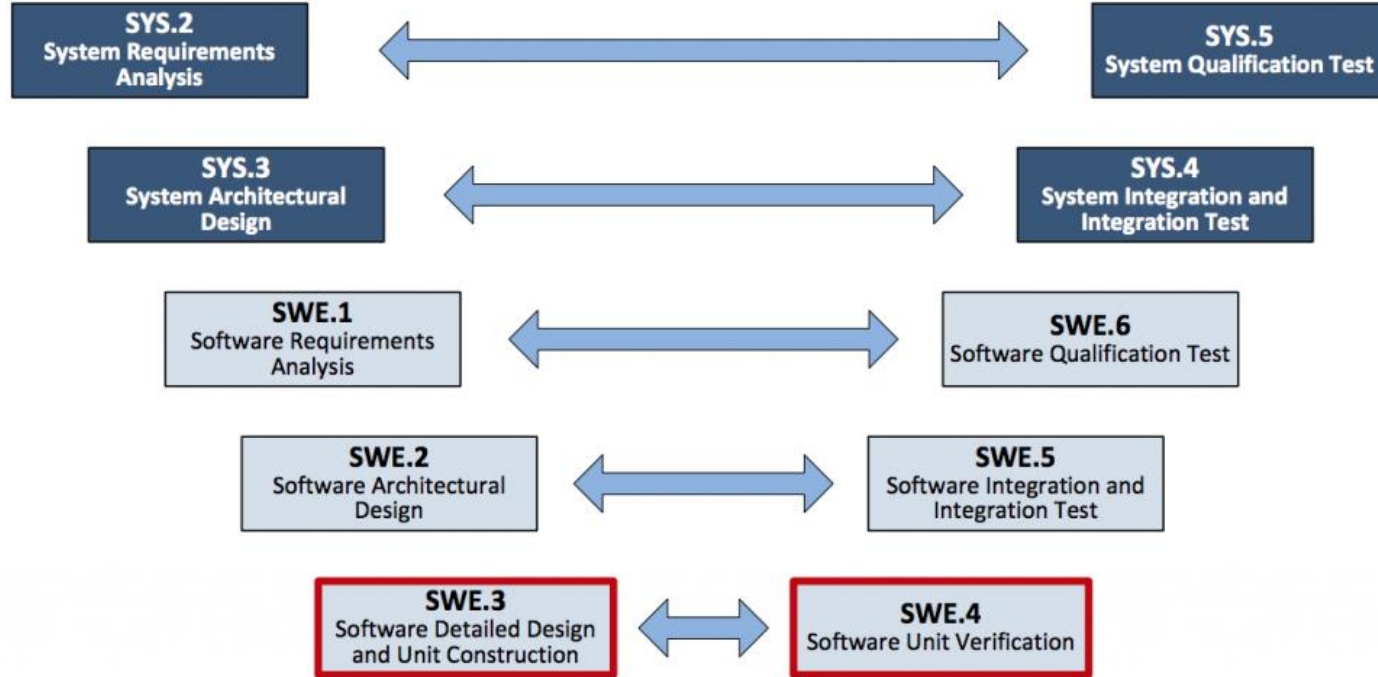 SYS.2
System Requirements
Analysis
SYS.5
System Qualification Test
SYS.3
System Architectural
Design
SYS.4
System Integration and
Integration Test
SWE.1
Software Requirements
Analysis
SWE.6
Software Qualification Test
SWE.2
Software Architectural
Design
SWE.5
Software Integration and
Integration Test
SWE.3
Software Detailed Design
and Unit Construction
SWE.4
Software Unit Verification